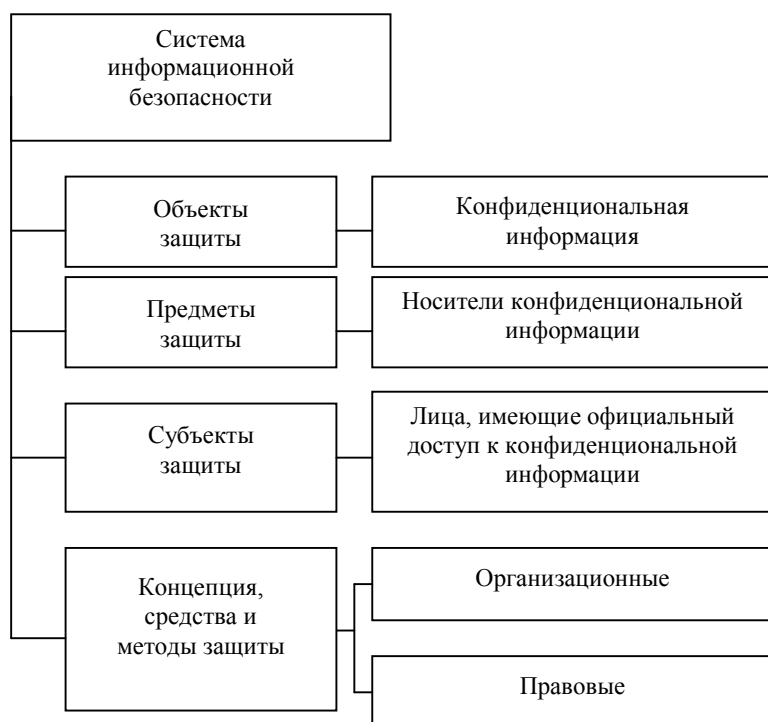 Система
информационной
безопасности
Объекты
защиты
Конфиденциональная
информация
Предметы
защиты
Носители конфиденциональной
информации
Субъекты
защиты
Лица, имеющие официальный
доступ к конфиденциональной
информации
Концепция,
средства и
методы защиты
Организационные
Правовые